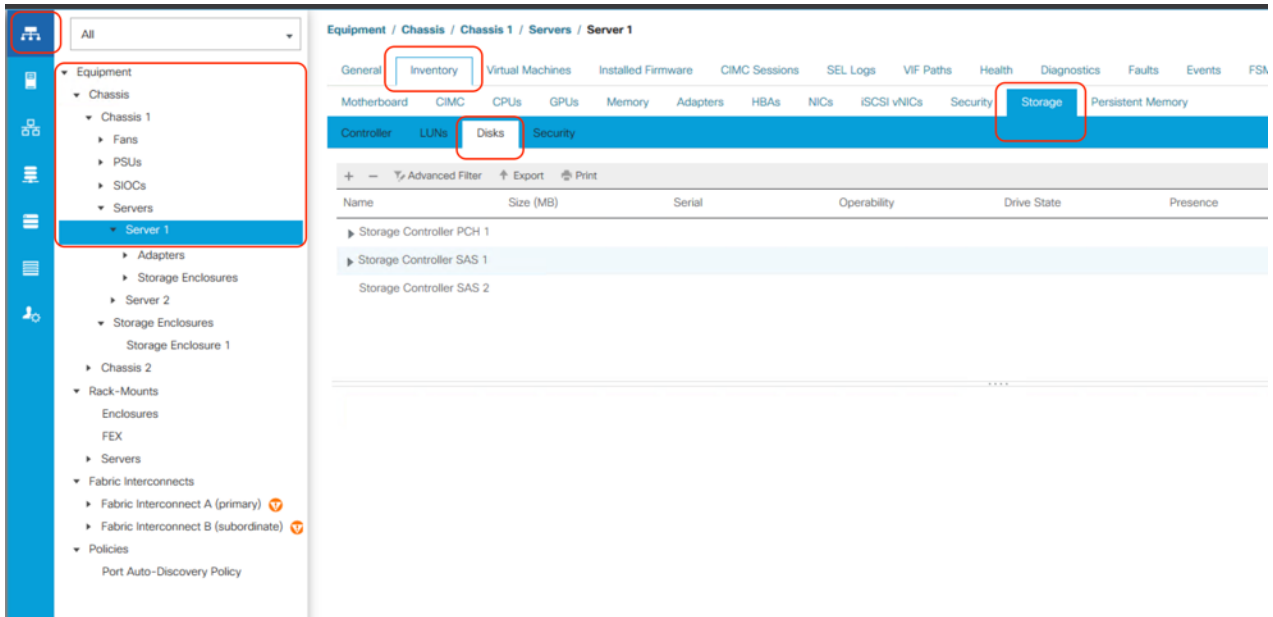 All
Equipment
Chassis
Chassis 1
Fans
PSUs
SIOCs
Servers
Server 1
Adapters
Storage Enclosures
Server 2
Storage Enclosures
Storage Enclosure 1
Chassis 2
Rack-Mounts
Enclosures
FEX
Servers
Fabric Interconnects
Fabric Interconnect A (primary)
Fabric Interconnect B (subordinate)
Policies
Port Auto-Discovery Policy
Equipment / Chassis / Chassis 1 / Servers / Server 1
General Inventory Virtual Machines Installed Firmware CIMC Sessions SEL Logs VIF Paths Health Diagnostics Faults Events FSM
Motherboard CIMC CPUs GPUs Memory Adapters HBAs NICs iSCSI vNICs Security Storage Persistent Memory
Controller LUNs Disks Security
+ − Advanced Filter Export Print
Name Size (MB) Serial Operability Drive State Presence
Storage Controller PCH 1
Storage Controller SAS 1
Storage Controller SAS 2